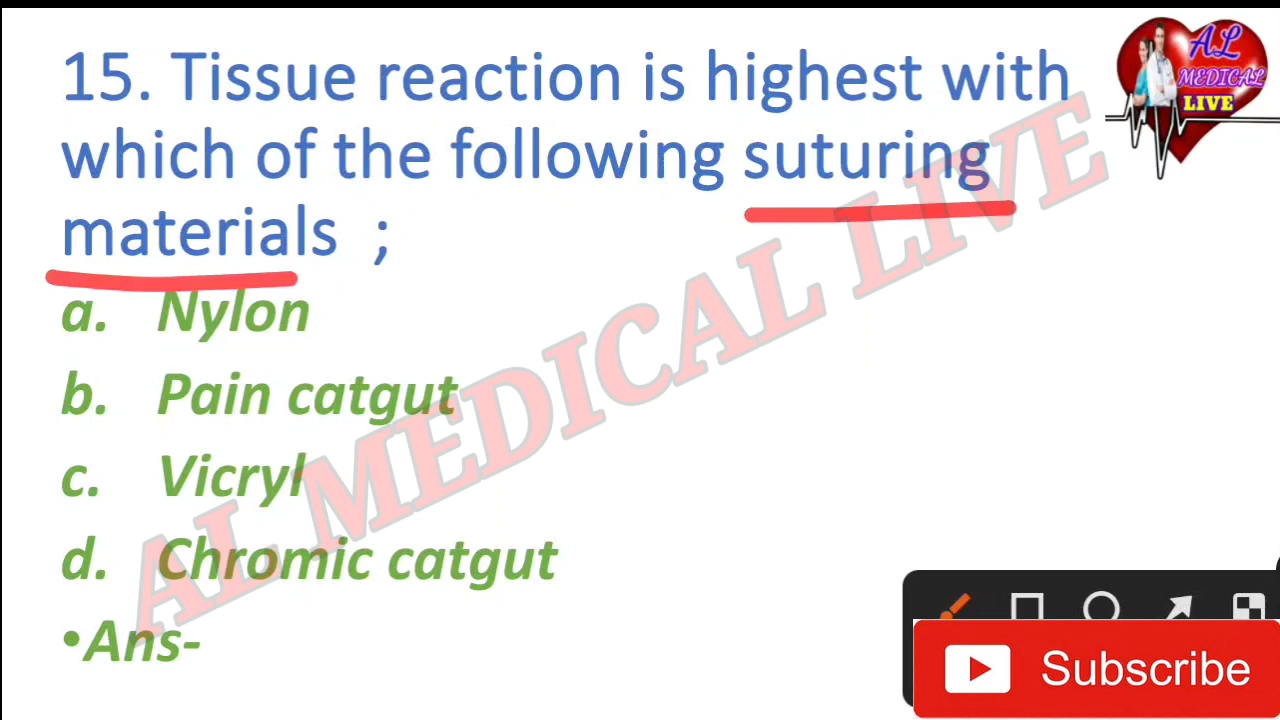 15. Tissue reaction is highest with
which of the following suturing
materials ;
a. Nylon
b. Pain catgut
c. Vicryl
d. Chromic catgut
•Ans-
AL MEDICAL LIVE
AL
MEDICAL
LIVE
Subscribe